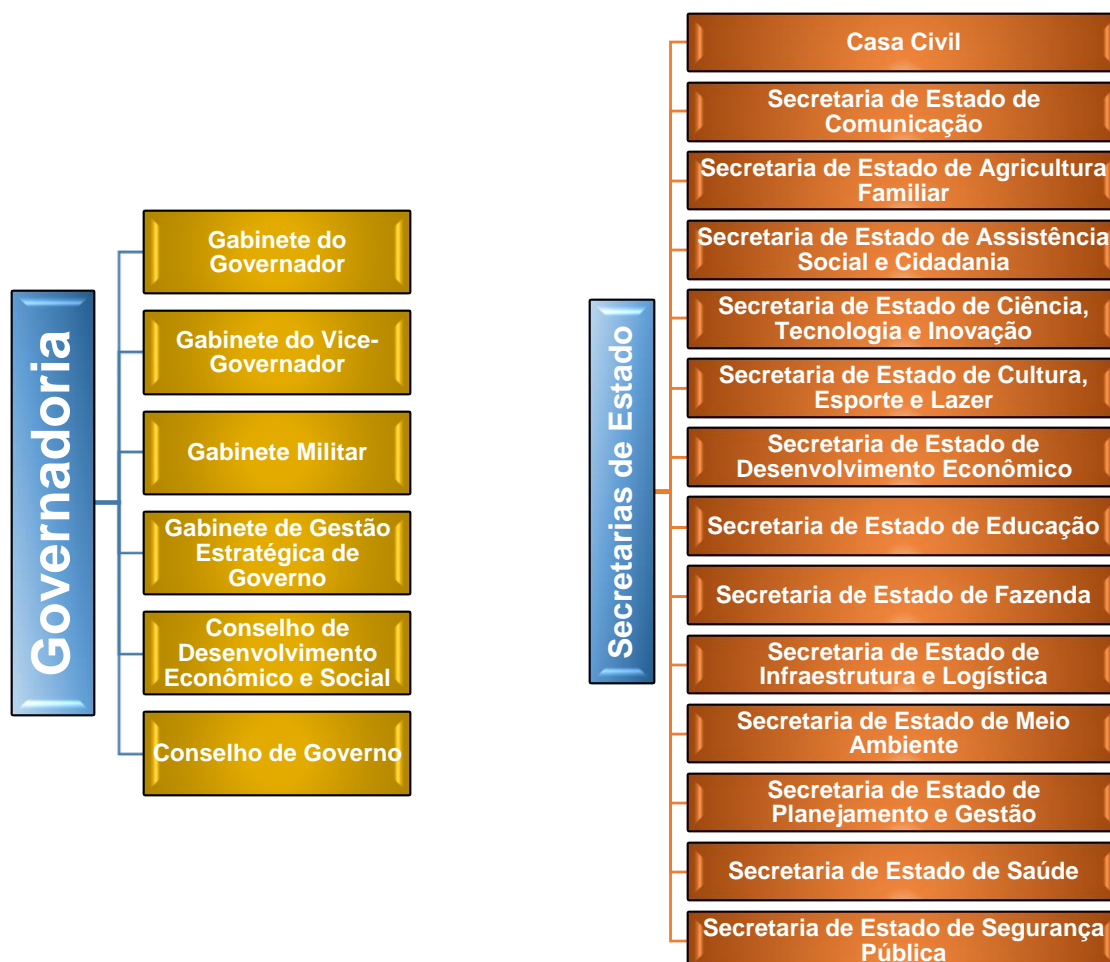 Governadoria
Gabinete do
Governador
Gabinete do Vice-
Governador
Gabinete Militar
Gabinete de Gestão
Estratégica de
Governo
Conselho de
Desenvolvimento
Econômico e Social
Conselho de Governo
Secretarias de Estado
Casa Civil
Secretaria de Estado de
Comunicação
Secretaria de Estado de Agricultura
Familiar
Secretaria de Estado de Assistência
Social e Cidadania
Secretaria de Estado de Ciência,
Tecnologia e Inovação
Secretaria de Estado de Cultura,
Esporte e Lazer
Secretaria de Estado de
Desenvolvimento Econômico
Secretaria de Estado de Educação
Secretaria de Estado de Fazenda
Secretaria de Estado de
Infraestrutura e Logística
Secretaria de Estado de Meio
Ambiente
Secretaria de Estado de
Planejamento e Gestão
Secretaria de Estado de Saúde
Secretaria de Estado de Segurança
Pública